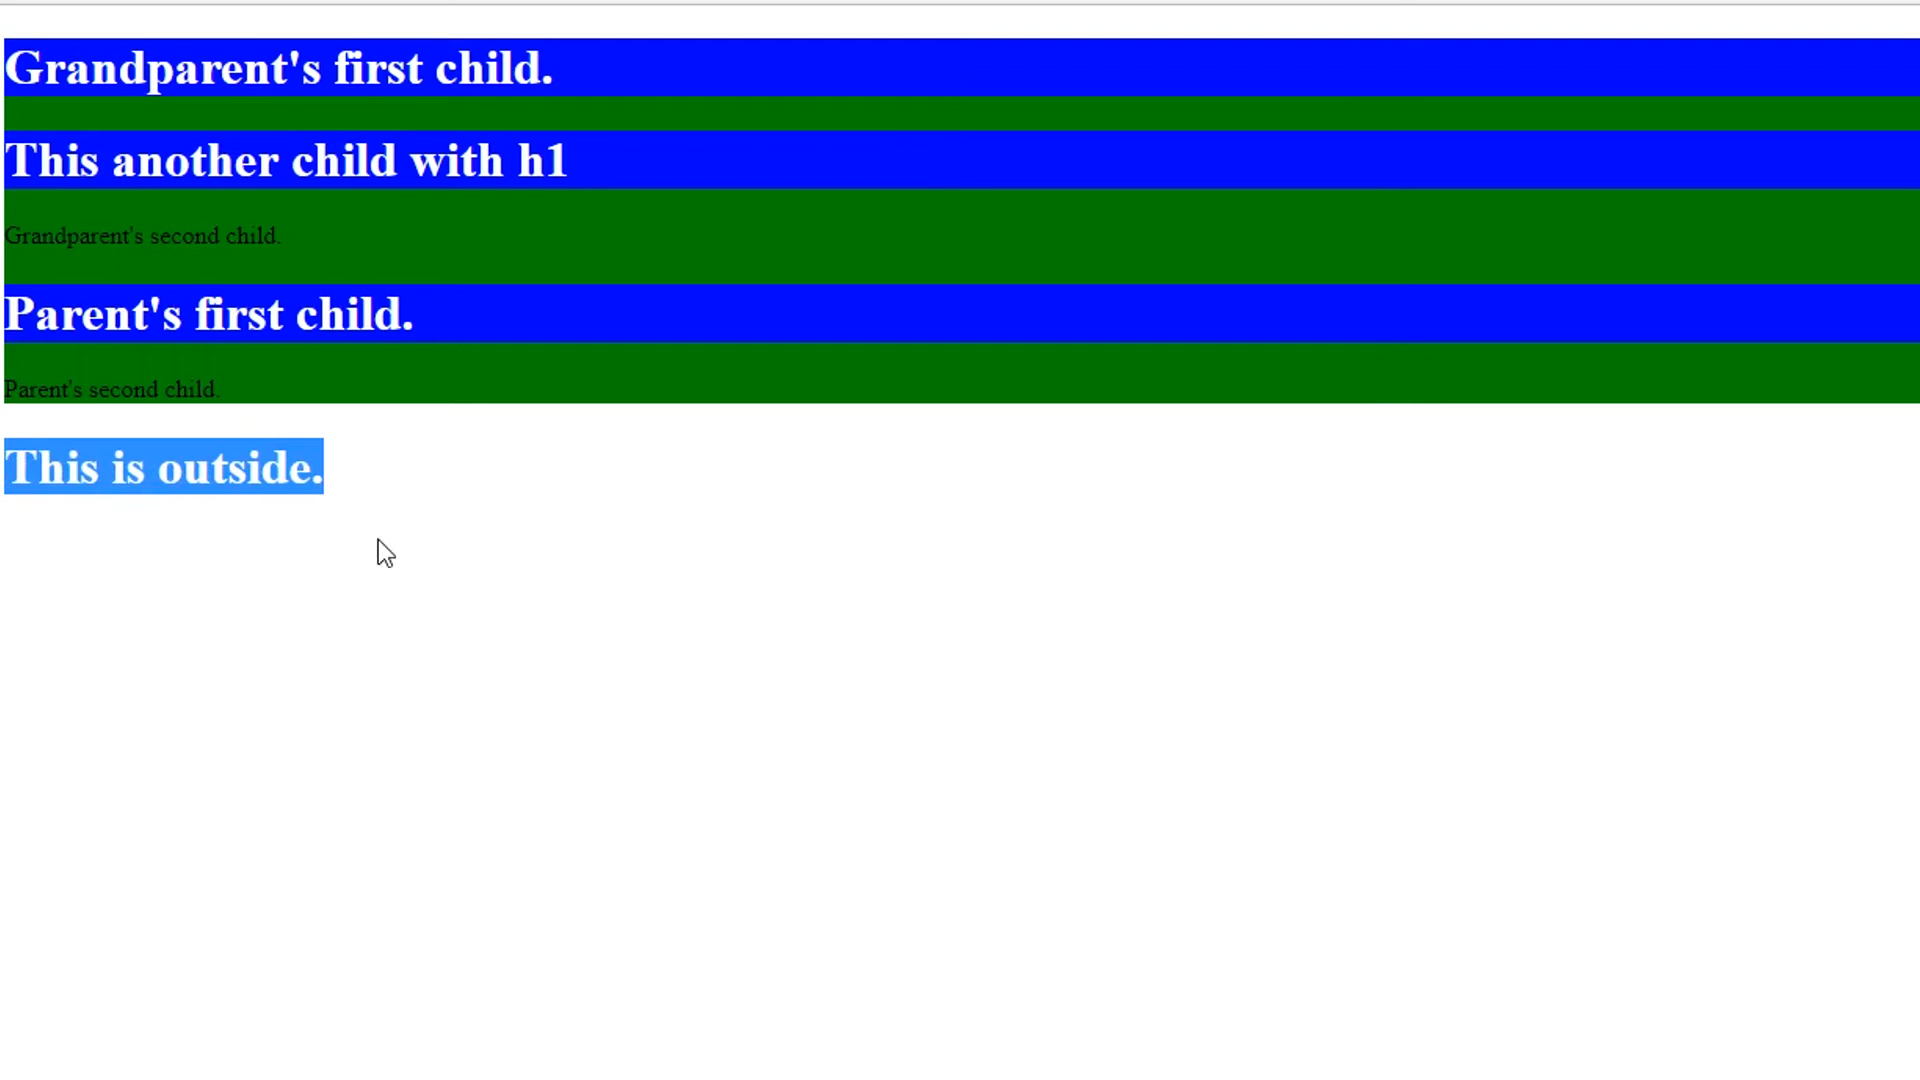 Grandparent's first child.
This another child with h1
Grandparent's second child.
Parent's first child.
Parent's second child.
This is outside.